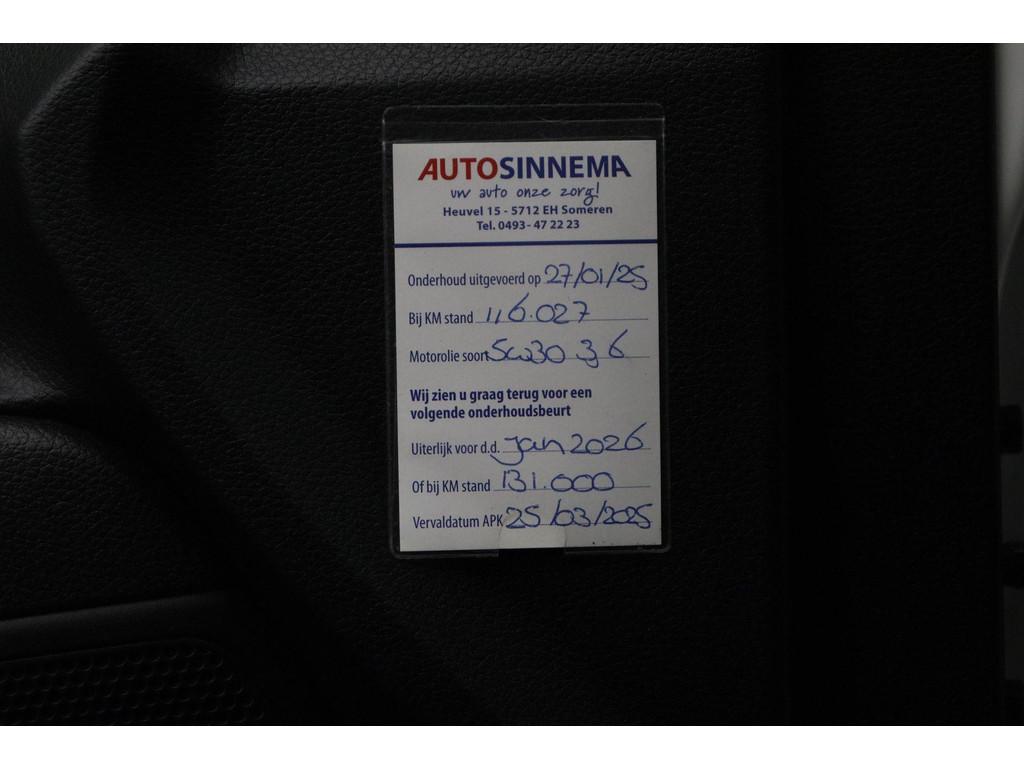 AUTOSINNEMA
uw auto onze zorg!
Heuvel 15 - 5712 EH Someren
Tel. 0493- 47 22 23
Onderhoud uitgevoerd op 27/01/25
Bij KM stand 116.027
Motorolie soort 5w30 3 6
Wij zien u graag terug voor een
volgende onderhoudsbeurt
Uiterlijk voor d.d. Jan 2026
Of bij KM stand 131.000
Vervaldatum APK 25/03/2025